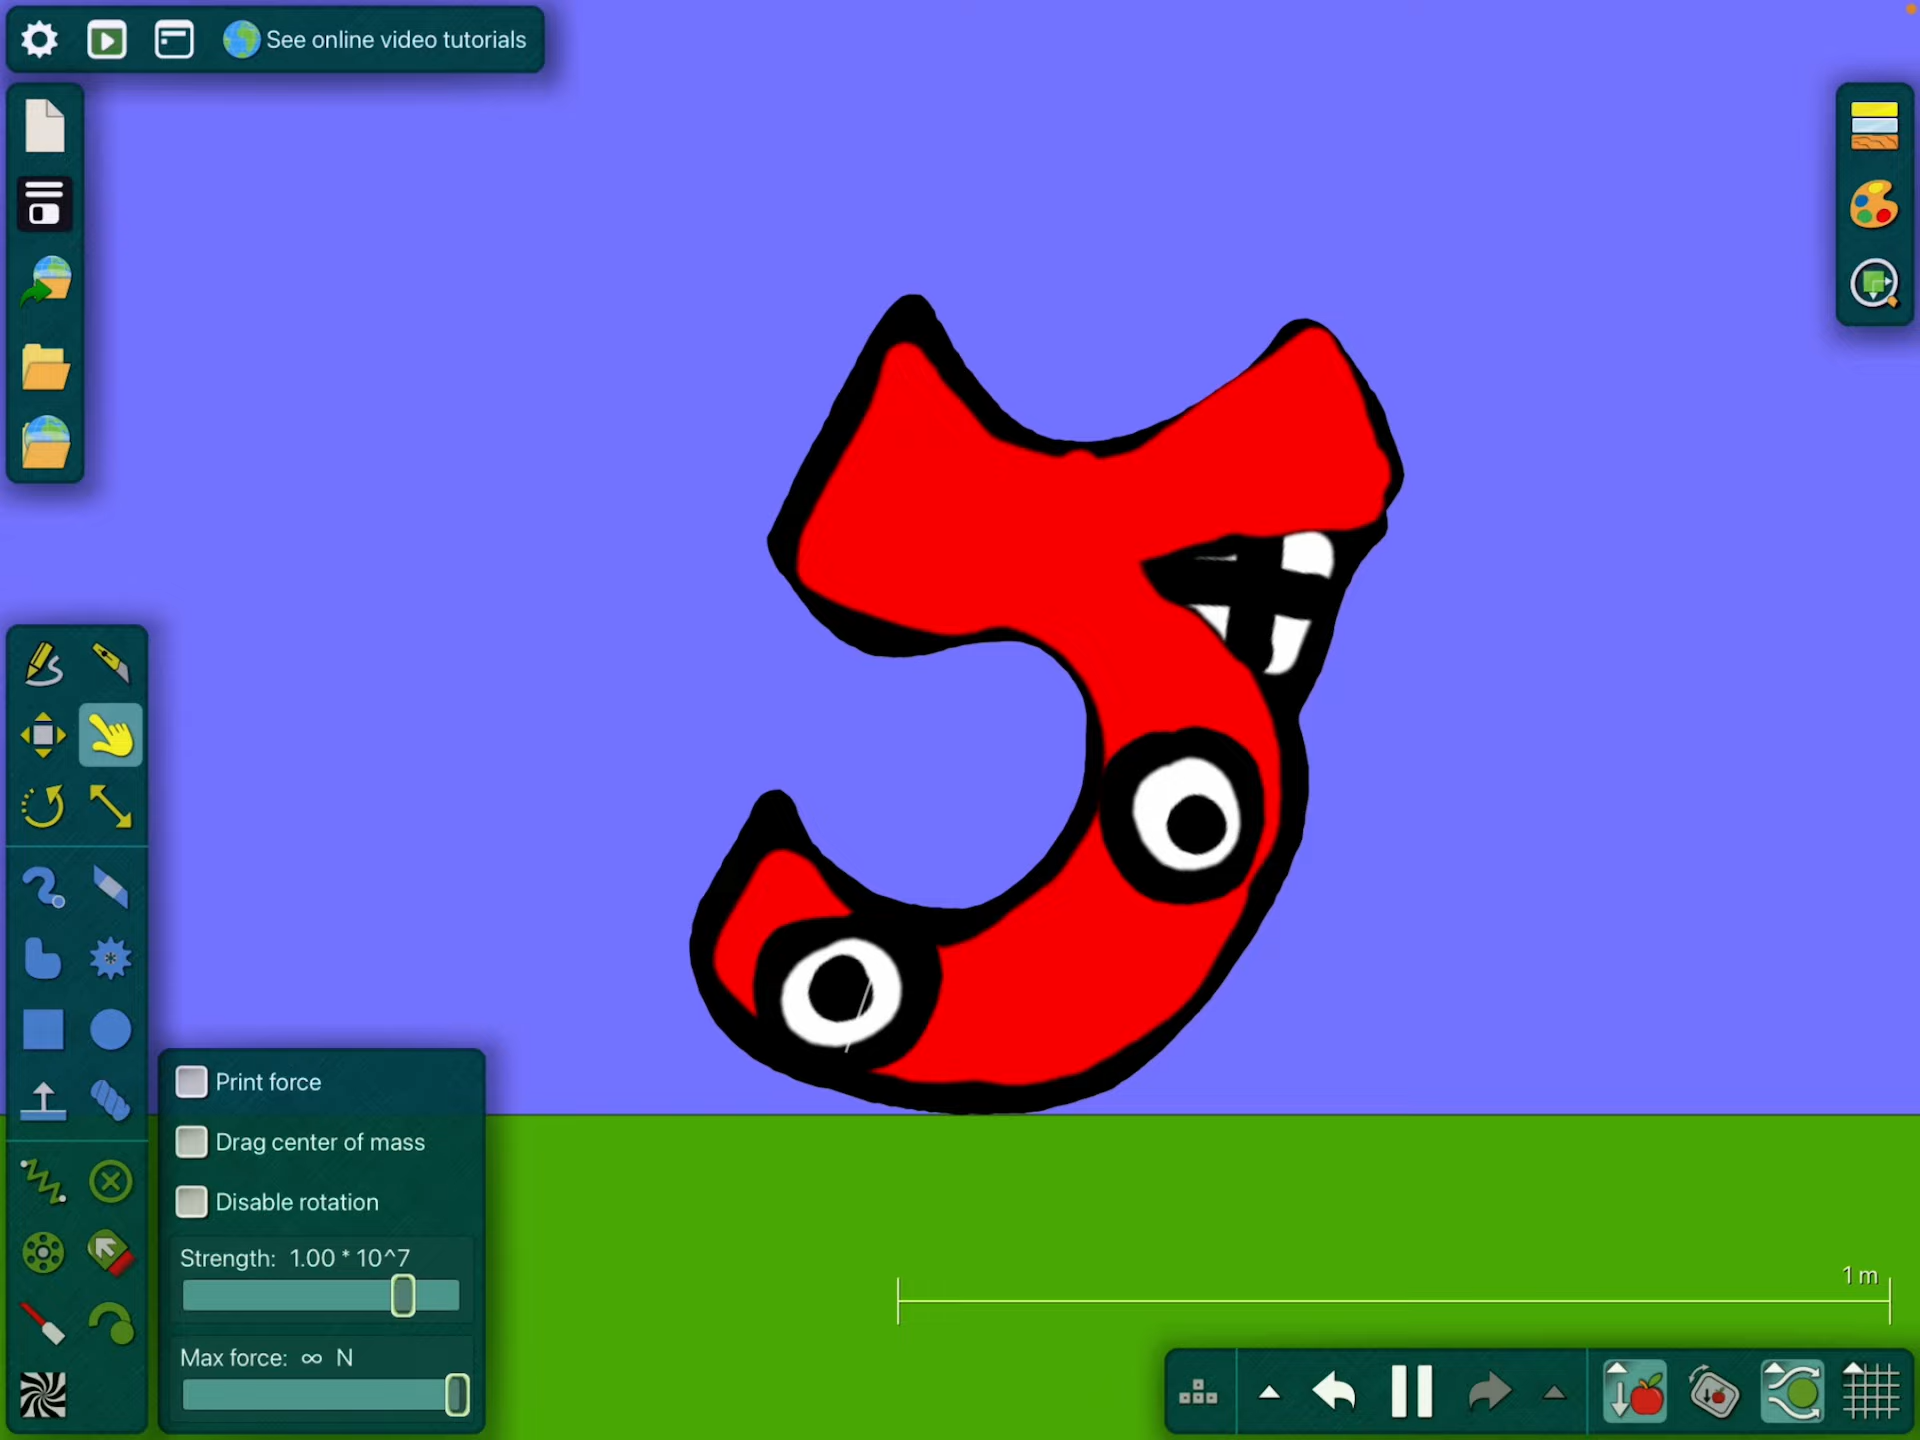 See online video tutorials
Print force
Drag center of mass
Disable rotation
Strength: 1.00 * 10^7
Max force: ∞ N
1 m